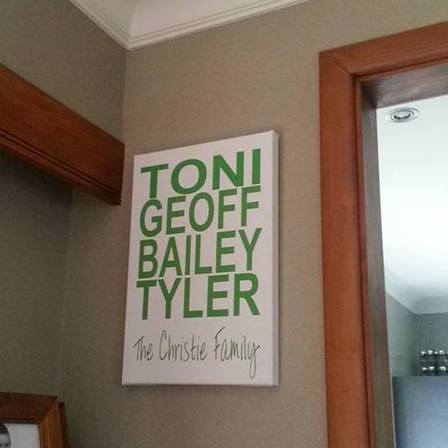 TONI
GEOFF
BAILEY
TYLER
The Christie Family